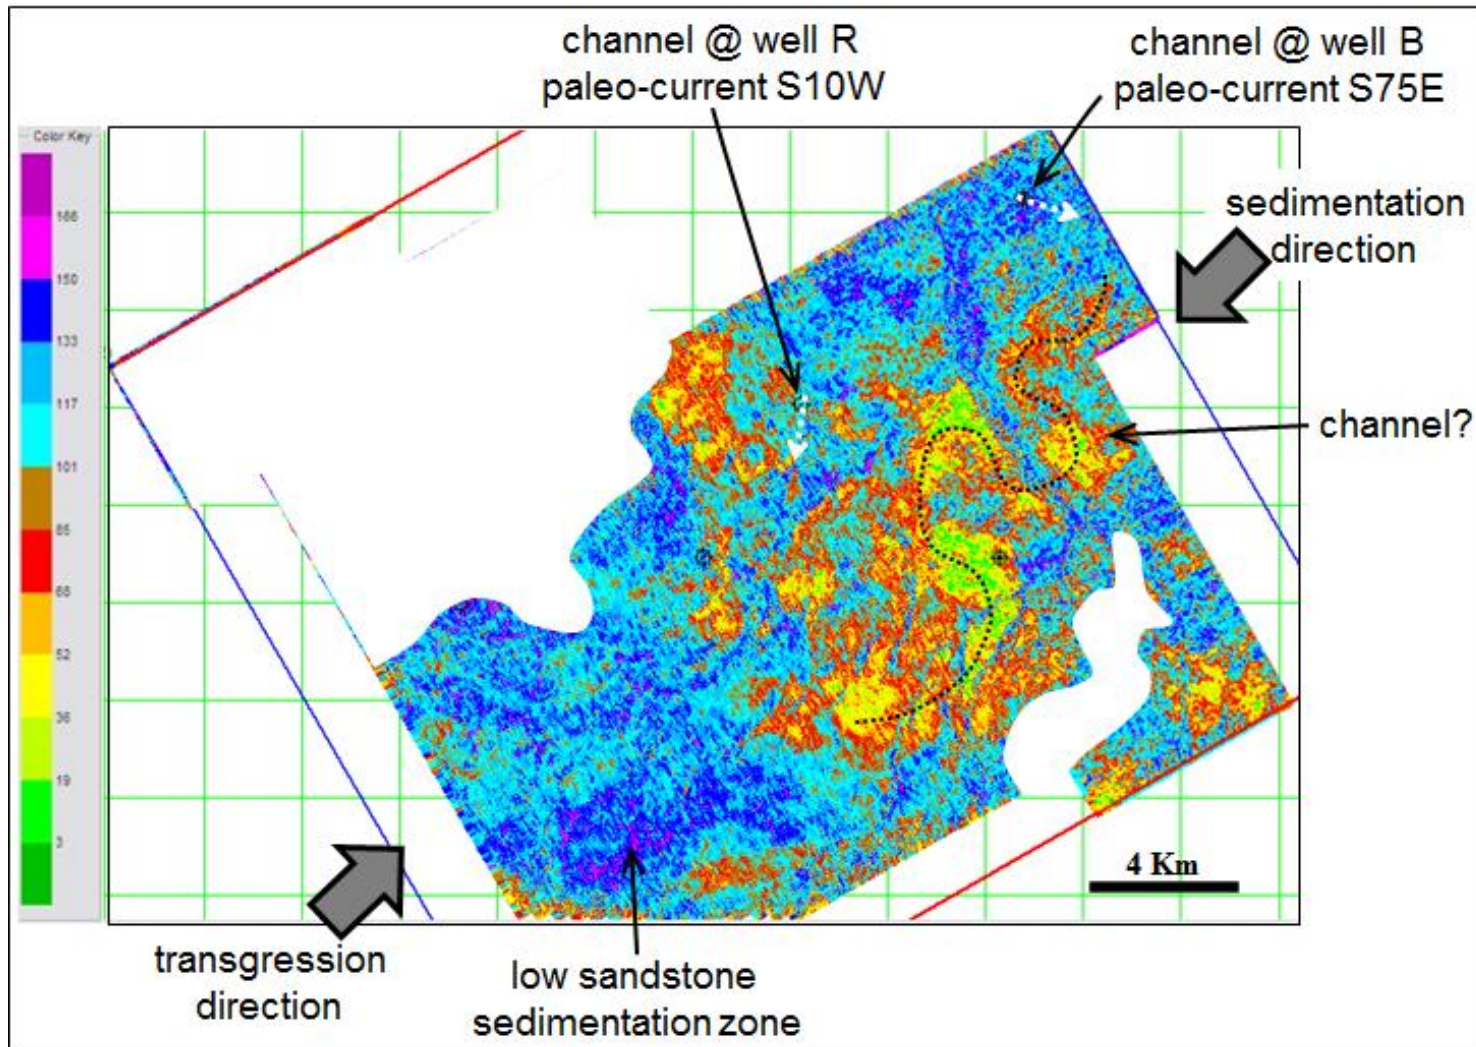 channel @ well R
paleo-current S10W
channel @ well B
paleo-current S75E
Color Key
166
150
133
117
101
85
68
52
36
19
3
sedimentation
direction
channel?
4 Km
transgression
direction
low sandstone
sedimentation zone